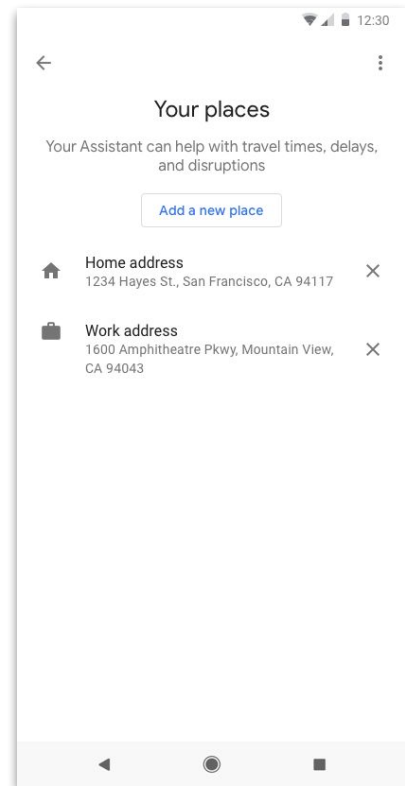 12:30
Your places
Your Assistant can help with travel times, delays,
and disruptions
Add a new place
Home address
1234 Hayes St., San Francisco, CA 94117
Work address
1600 Amphitheatre Pkwy, Mountain View,
CA 94043